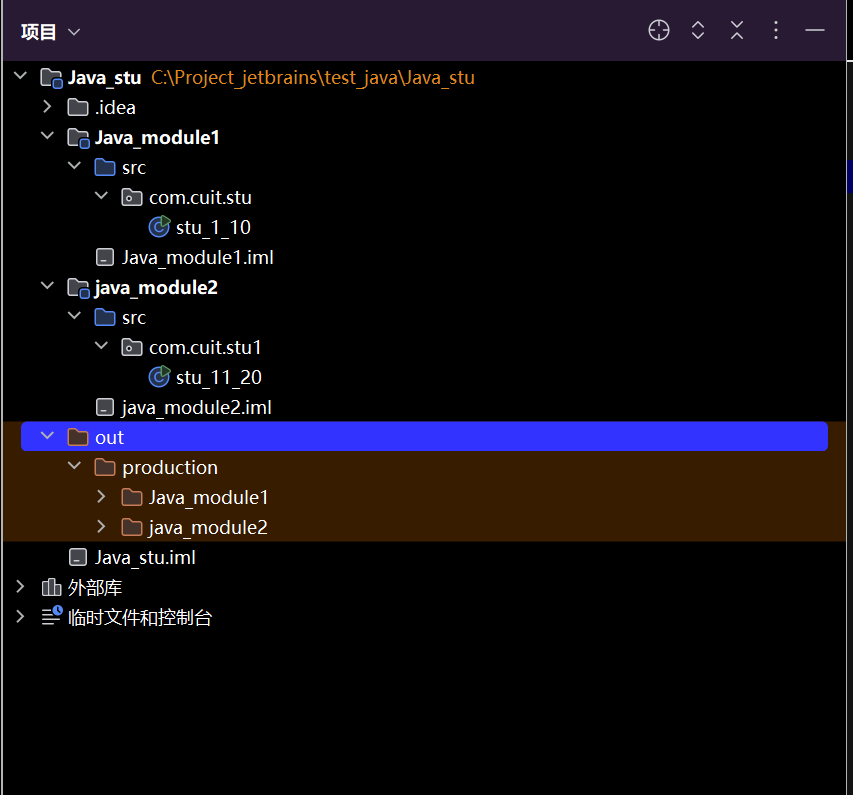 项目
Java_stu C:\Project_jetbrains\test_java\Java_stu
.idea
Java_module1
src
com.cuit.stu
stu_1_10
Java_module1.iml
java_module2
src
com.cuit.stu1
stu_11_20
java_module2.iml
out
production
Java_module1
java_module2
Java_stu.iml
外部库
临时文件和控制台